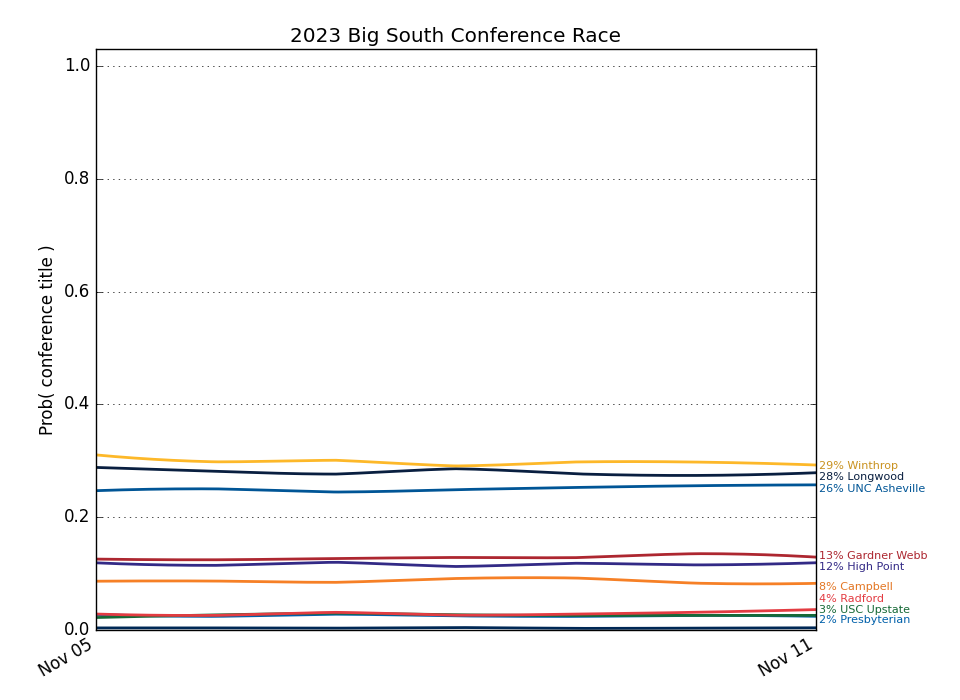 2023 Big South Conference Race
Prob( conference title )
1.0
0.8
0.6
0.4
0.2
0.0
Nov 05
Nov 11
29% Winthrop
28% Longwood
26% UNC Asheville
13% Gardner Webb
12% High Point
8% Campbell
4% Radford
3% USC Upstate
2% Presbyterian